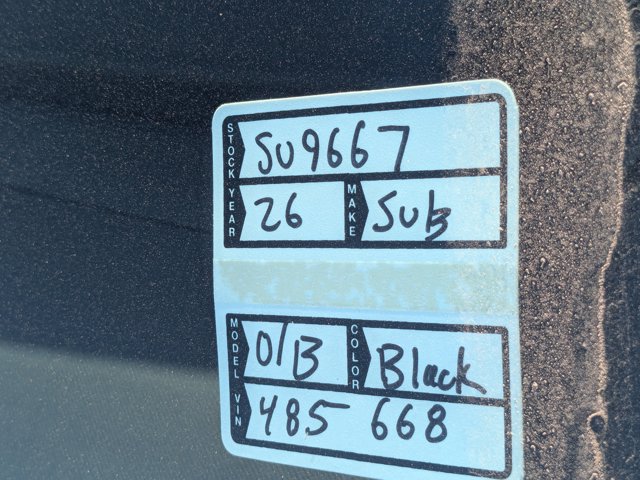 STOCK SU9667
YEAR 26 MAKE SUB
MODEL O/B COLOR Black
VIN 485 668